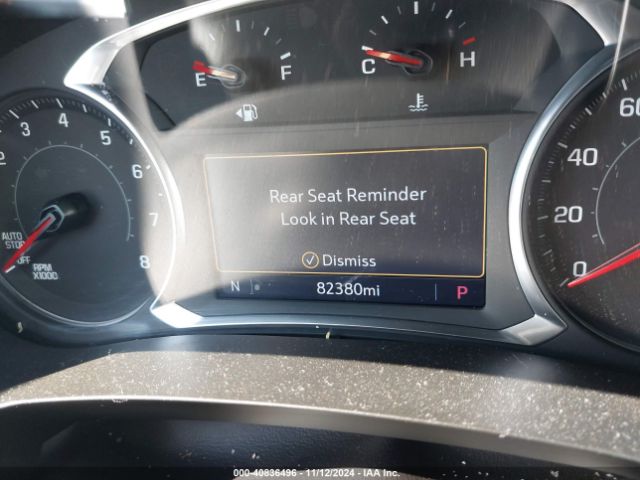 E F
C H
2 3 4 5 6 7 8
AUTO
STOP
OFF
RPM
X1000
Rear Seat Reminder
Look in Rear Seat
Dismiss
N 82380mi P
60
40
20
0
000-40836496 - 11/12/2024 - IAA Inc.